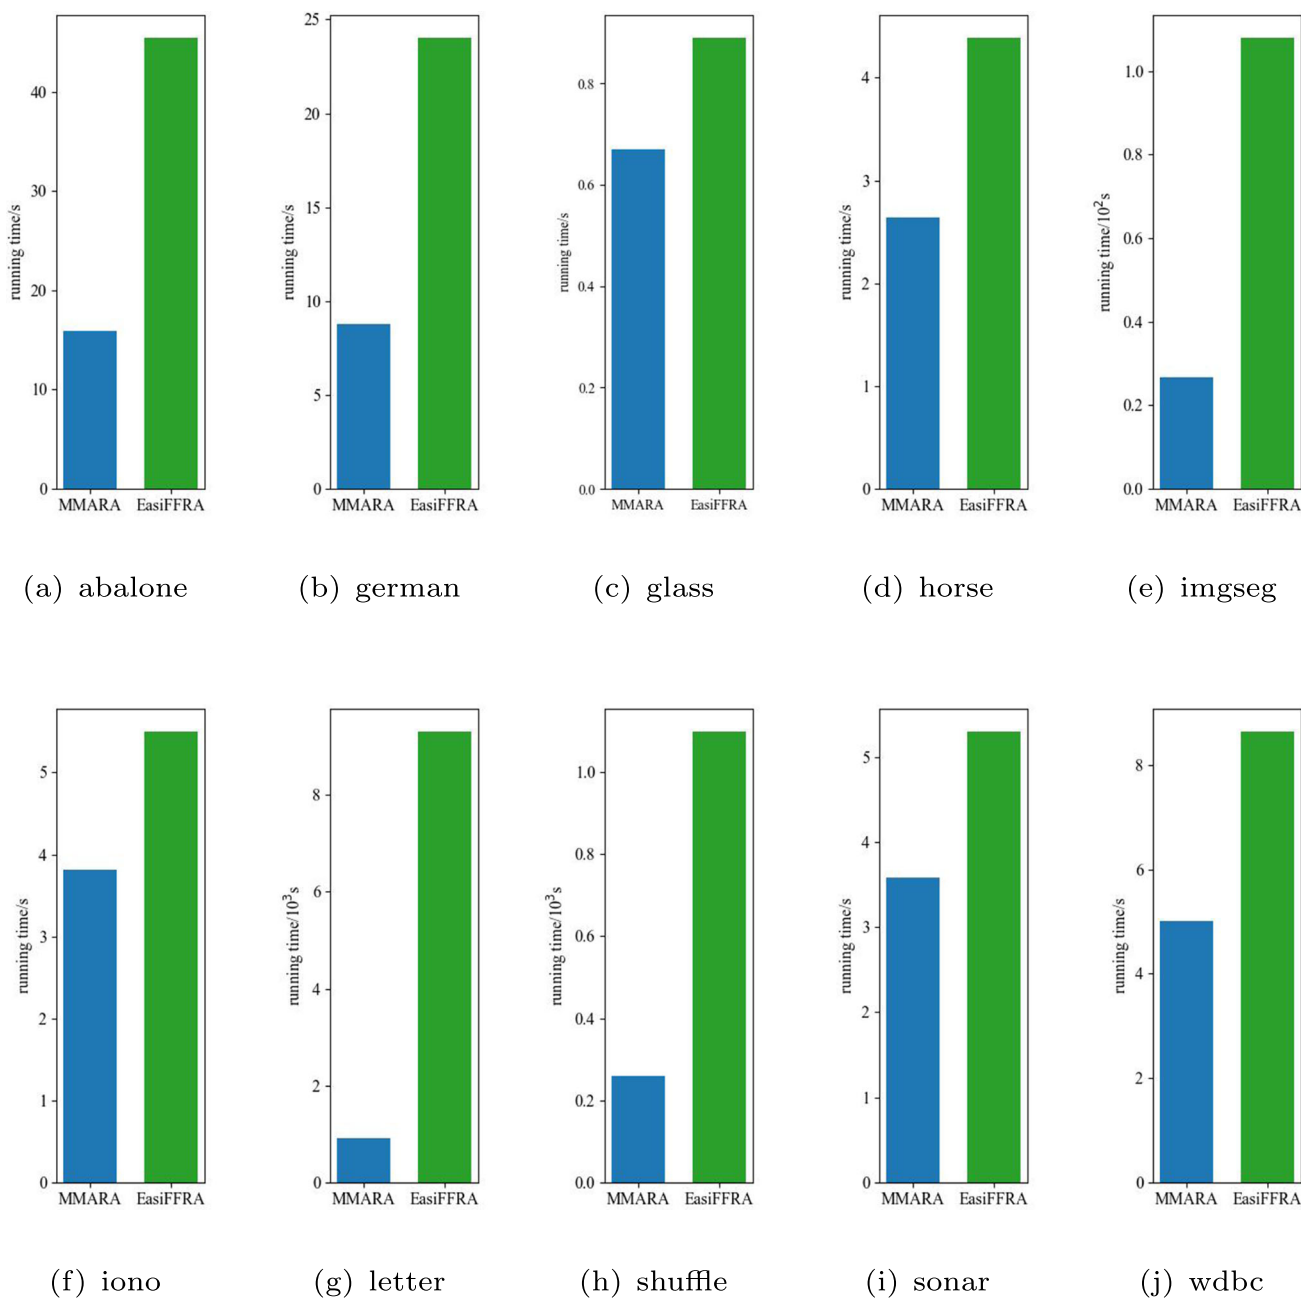 running time/s
40
30
20
10
0
MMARA EasiFFRA
(a) abalone
running time/s
25
20
15
10
5
0
MMARA EasiFFRA
(b) german
running time/s
0.8
0.6
0.4
0.2
0.0
MMARA EasiFFRA
(c) glass
running time/s
4
3
2
1
0
MMARA EasiFFRA
(d) horse
running time/10²s
1.0
0.8
0.6
0.4
0.2
0.0
MMARA EasiFFRA
(e) imgseg
running time/s
5
4
3
2
1
0
MMARA EasiFFRA
(f) iono
running time/10³s
8
6
4
2
0
MMARA EasiFFRA
(g) letter
running time/10³s
1.0
0.8
0.6
0.4
0.2
0.0
MMARA EasiFFRA
(h) shuffle
running time/s
5
4
3
2
1
0
MMARA EasiFFRA
(i) sonar
running time/s
8
6
4
2
0
MMARA EasiFFRA
(j) wdbc